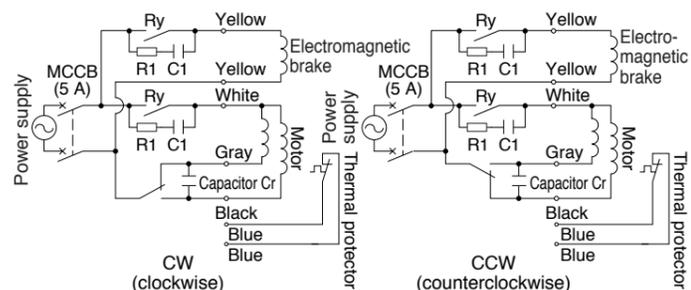 Ry
Yellow
Electromagnetic
brake
R1 C1
Yellow
MCCB
(5 A)
Power supply
Ry
White
R1 C1
Motor
Gray
Capacitor Cr
Thermal protector
Black
Blue
Blue
CW
(clockwise)
Ry
Yellow
Electro-
magnetic
brake
R1 C1
Yellow
MCCB
(5 A)
Power
supply
Ry
White
R1 C1
Motor
Gray
Capacitor Cr
Thermal protector
Black
Blue
Blue
CCW
(counterclockwise)